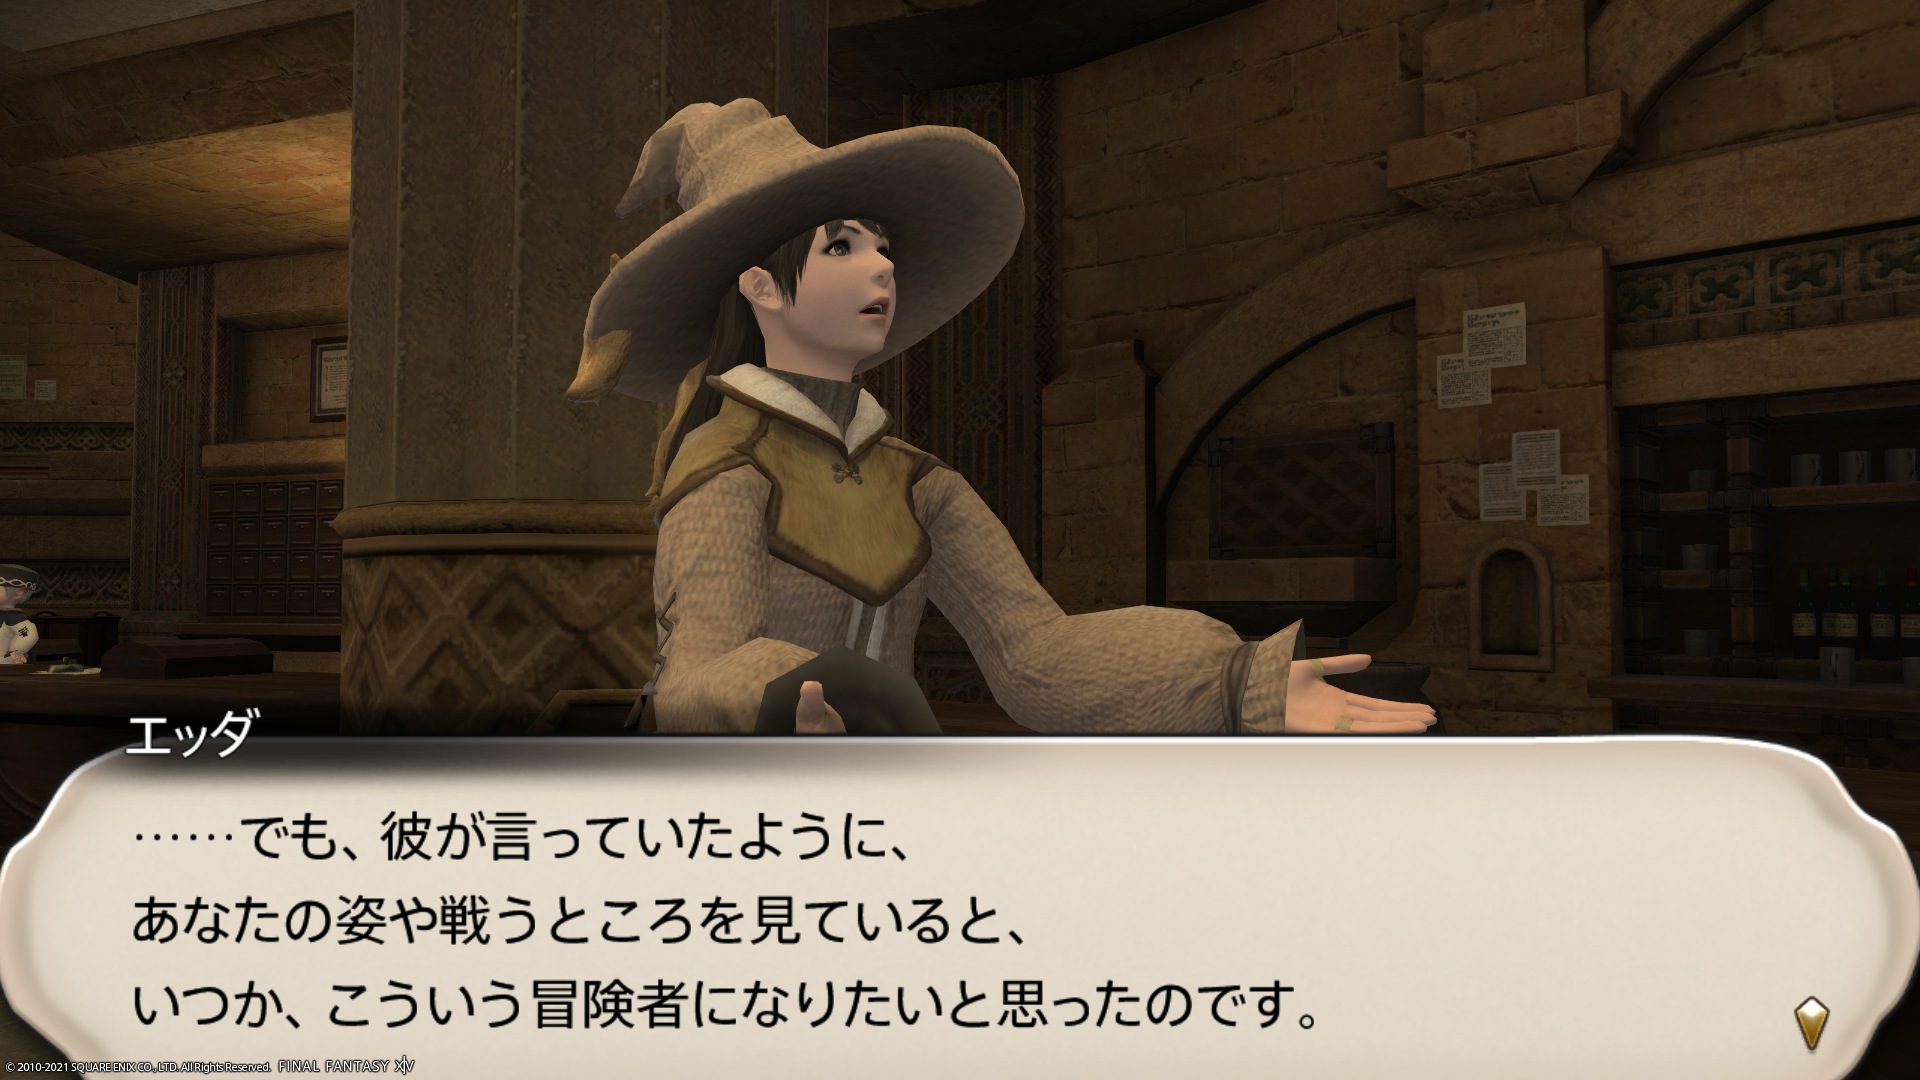 エッダ
……でも、彼が言っていたように、
あなたの姿や戦うところを見ていると、
いつか、こういう冒険者になりたいと思ったのです。
© 2010-2021 SQUARE ENIX CO., LTD. All Rights Reserved. FINAL FANTASY XIV